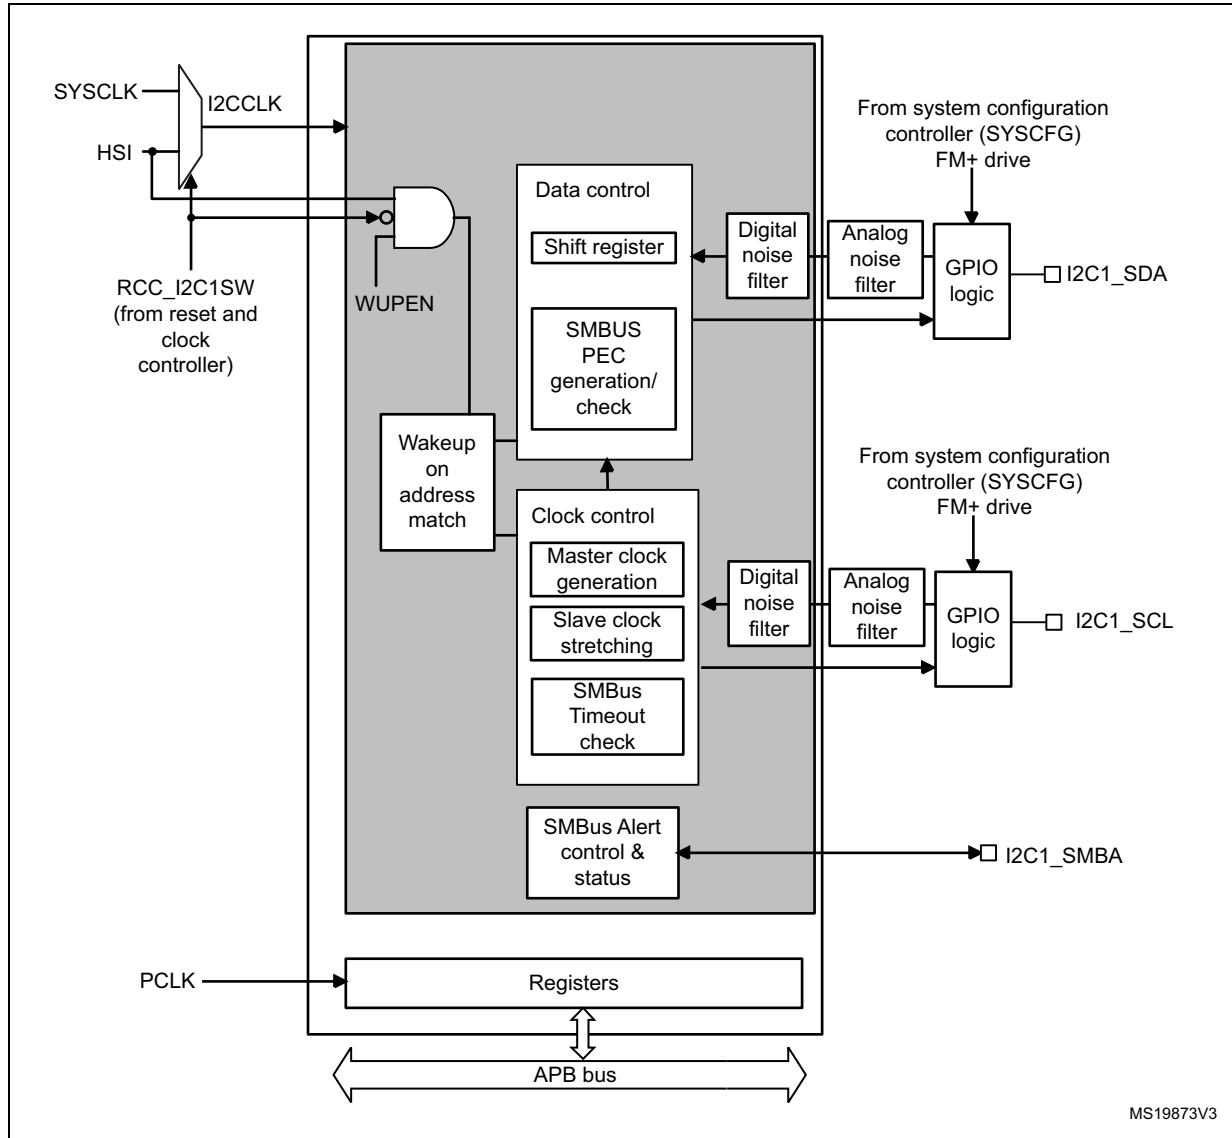 SYSCLK
I2CCLK
HSI
RCC_I2C1SW
(from reset and
clock
controller)
WUPEN
Data control
Shift register
SMBUS
PEC
generation/
check
Wakeup
on
address
match
Clock control
Master clock
generation
Slave clock
stretching
SMBus
Timeout
check
SMBus Alert
control &
status
Digital
noise
filter
Analog
noise
filter
From system configuration
controller (SYSCFG)
FM+ drive
GPIO
logic
I2C1_SDA
Digital
noise
filter
Analog
noise
filter
From system configuration
controller (SYSCFG)
FM+ drive
GPIO
logic
I2C1_SCL
I2C1_SMBA
PCLK
Registers
APB bus
MS19873V3